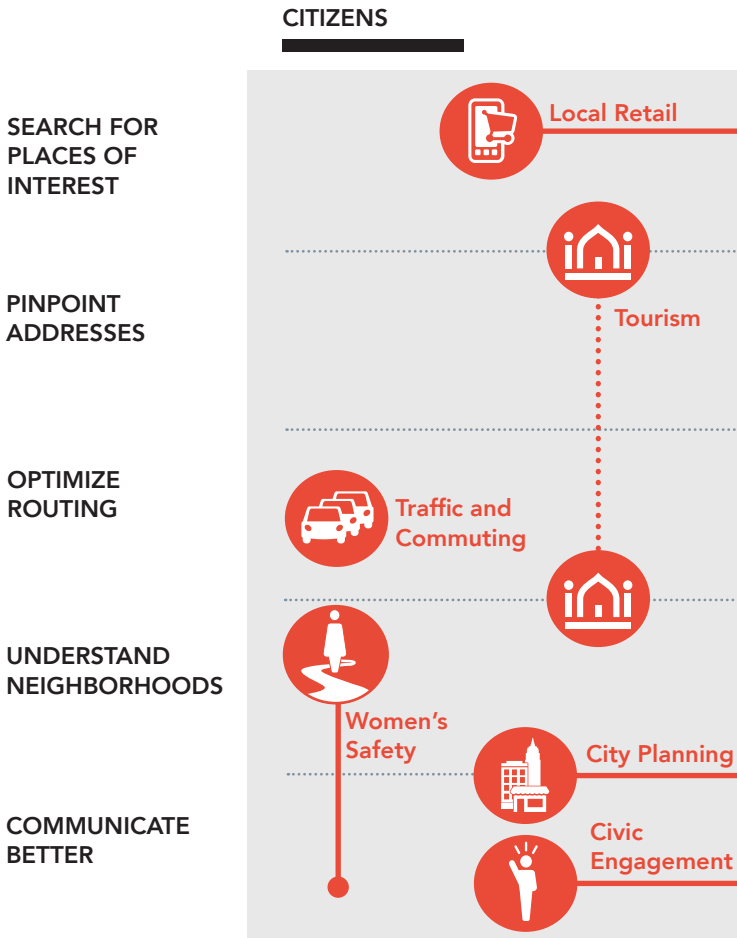 CITIZENS
SEARCH FOR
PLACES OF
INTEREST
Local Retail
PINPOINT
ADDRESSES
Tourism
OPTIMIZE
ROUTING
Traffic and
Commuting
UNDERSTAND
NEIGHBORHOODS
Women's
Safety
City Planning
COMMUNICATE
BETTER
Civic
Engagement